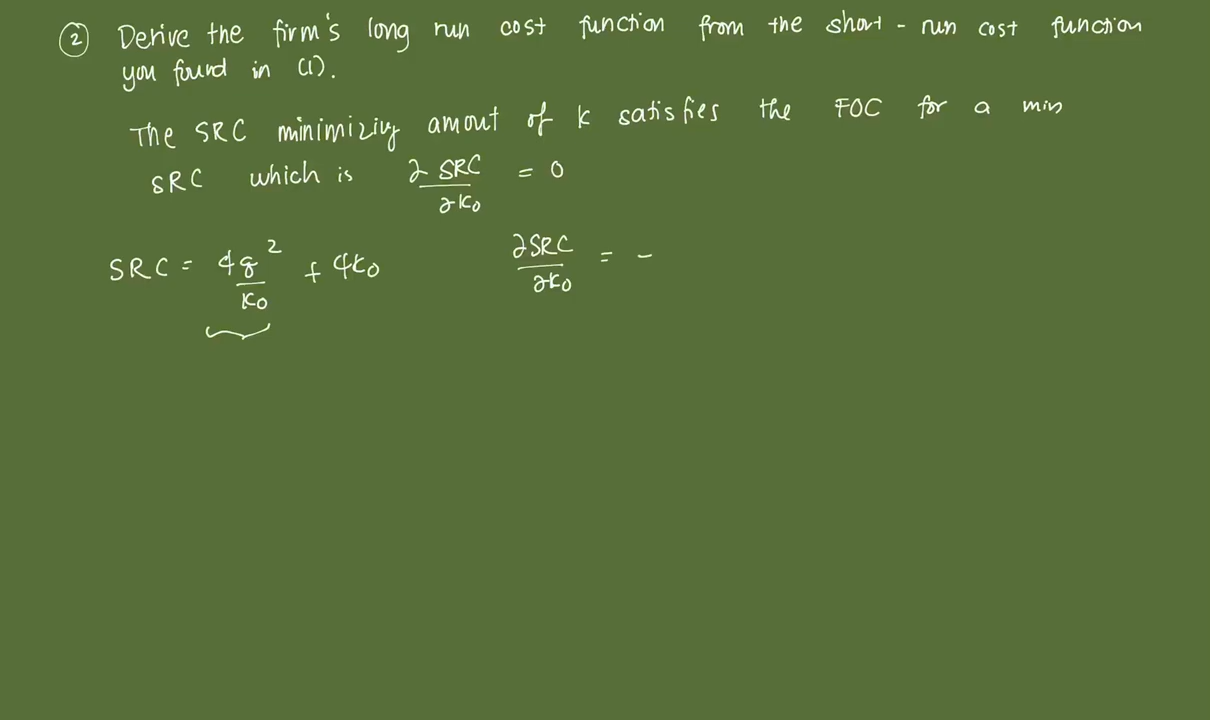 ② Derive the firm's long run cost function from the short-run cost function
you found in (1).
The SRC minimizing amout of k satisfies the FOC for a min
SRC which is ∂SRC/∂K₀ = 0
SRC = 4q²/K₀ + 4K₀    ∂SRC/∂K₀ = -